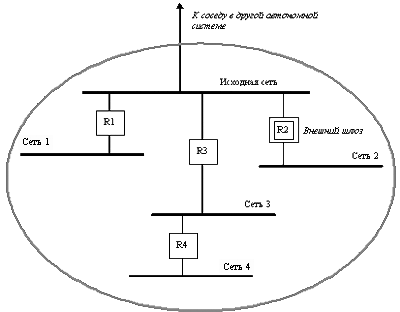 К соседу в другой автономной
системе
Исходная сеть
R1
R2
Внешний шлюз
Сеть 1
R3
Сеть 2
Сеть 3
R4
Сеть 4